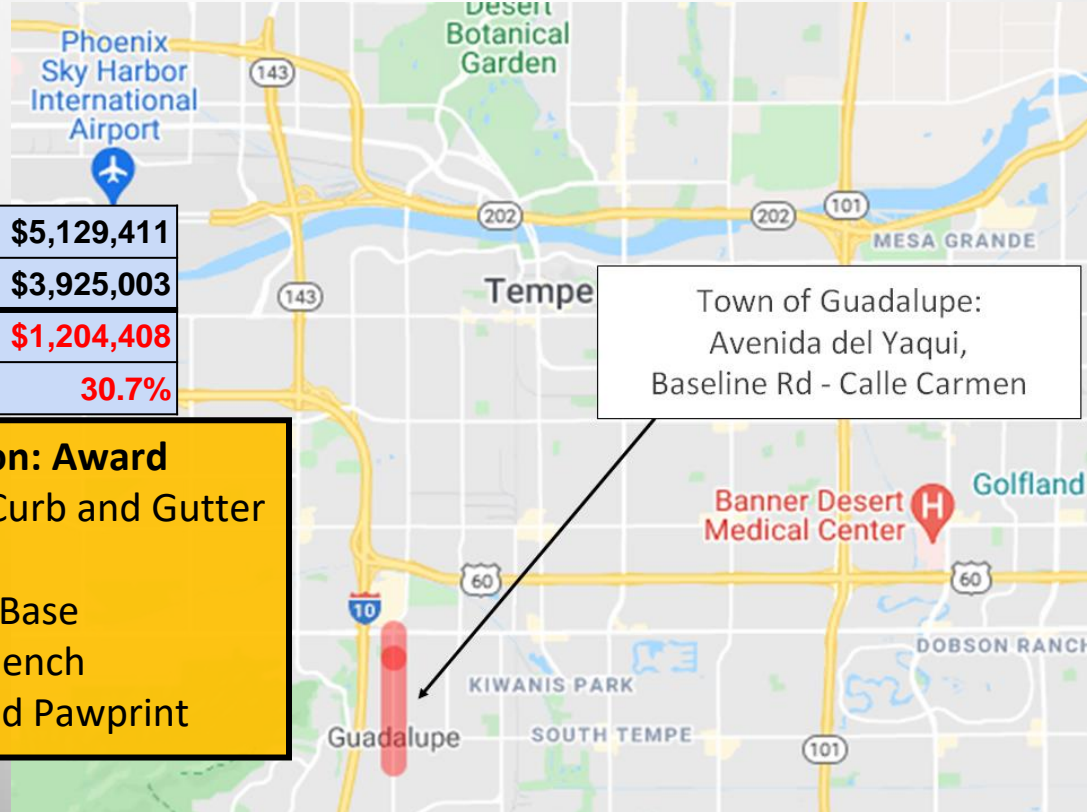 Desert
Botanical
Garden
Phoenix
Sky Harbor
International
Airport
143
202
202
101
MESA GRANDE
$5,129,411
$3,925,003
$1,204,408
30.7%
143
Tempe
Town of Guadalupe:
Avenida del Yaqui,
Baseline Rd - Calle Carmen
on: Award
Curb and Gutter
Base
ench
d Pawprint
Banner Desert
Medical Center
H
Golfland
60
60
10
DOBSON RANCH
KIWANIS PARK
Guadalupe
SOUTH TEMPE
101